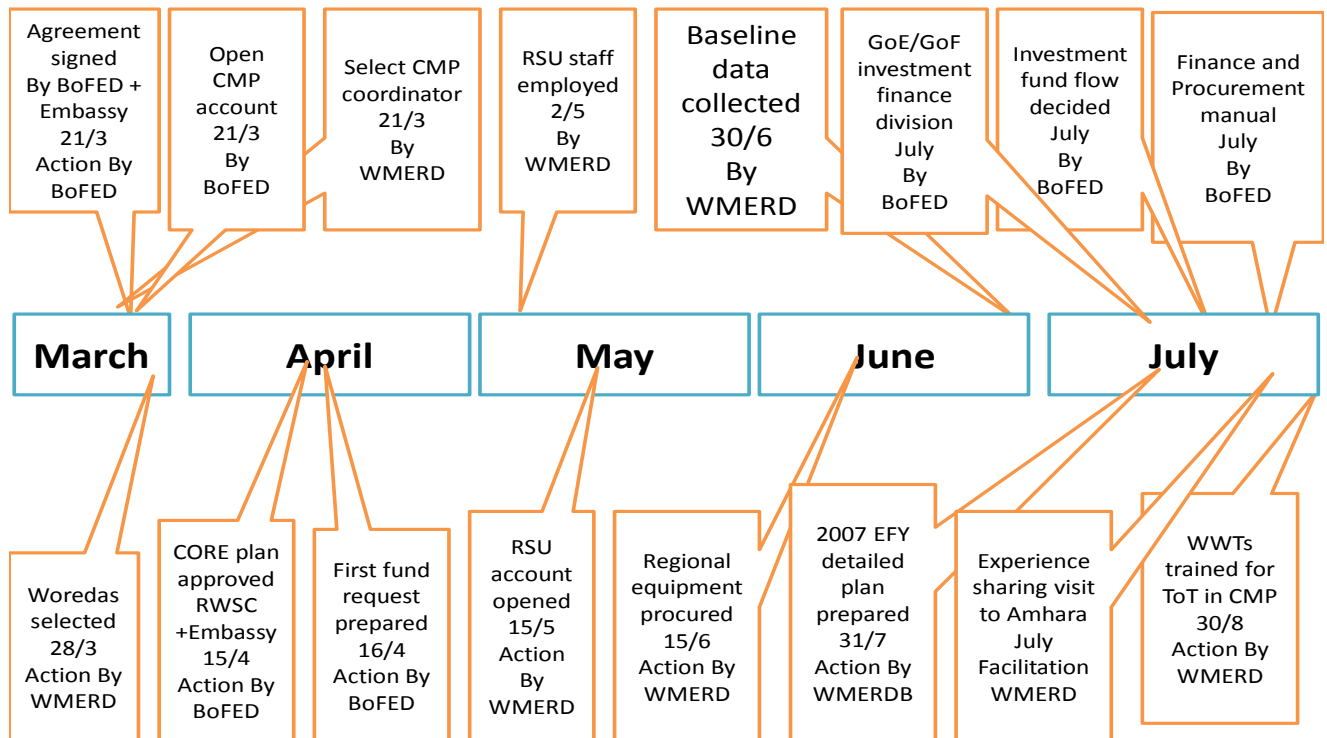 Agreement
signed
By BoFED +
Embassy
21/3
Action By
BoFED
Open
CMP
account
21/3
By
BoFED
Select CMP
coordinator
21/3
By
WMERD
RSU staff
employed
2/5
By
WMERD
Baseline
data
collected
30/6
By
WMERD
GoE/GoF
investment
finance
division
July
By
BoFED
Investment
fund flow
decided
July
By
BoFED
Finance and
Procurement
manual
July
By
BoFED
March
April
May
June
July
Woredas
selected
28/3
Action By
WMERD
CORE plan
approved
RWSC
+Embassy
15/4
Action By
BoFED
First fund
request
prepared
16/4
Action By
BoFED
RSU
account
opened
15/5
Action
By
WMERD
Regional
equipment
procured
15/6
Action By
WMERD
2007 EFY
detailed
plan
prepared
31/7
Action By
WMERDB
Experience
sharing visit
to Amhara
July
Facilitation
WMERD
WWTs
trained for
ToT in CMP
30/8
Action By
WMERD